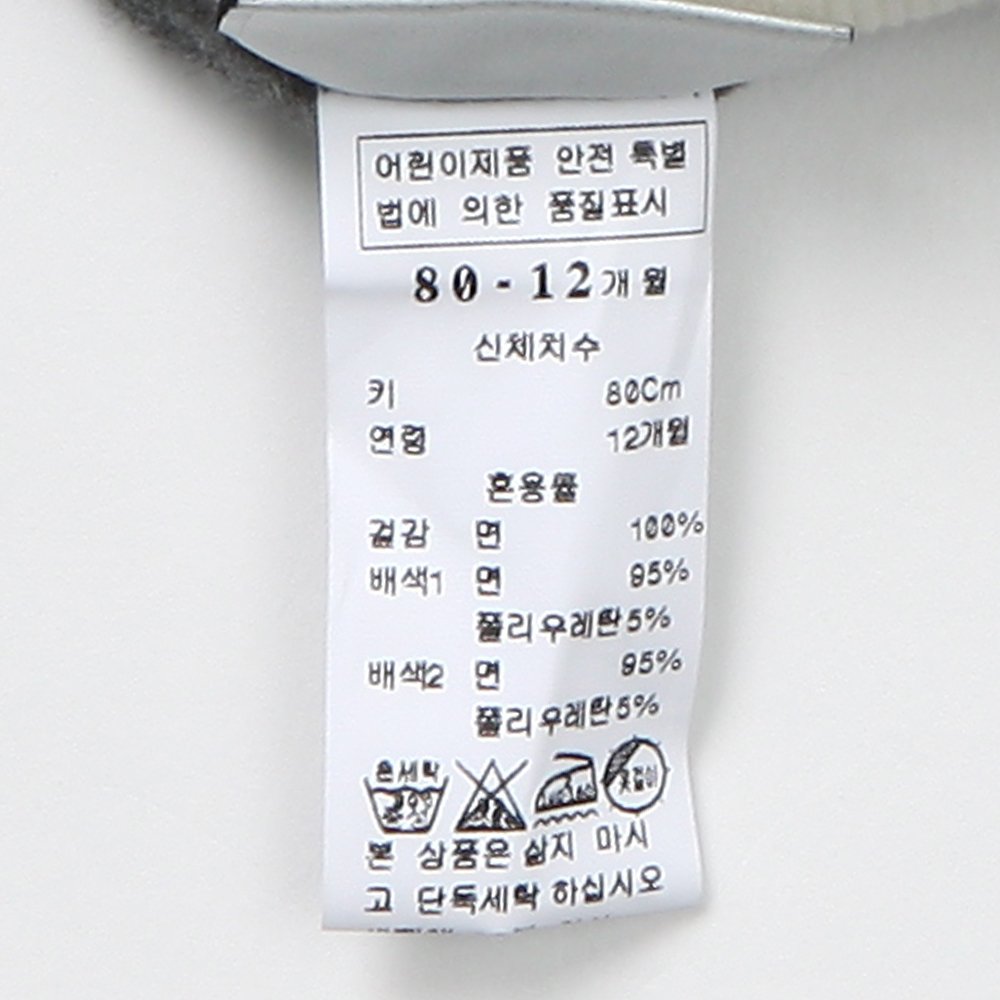 어린이제품 안전 특별
법에 의한 품질표시
80-12개월
신체치수
키 80Cm
연령 12개월
혼용률
겉감 면 100%
배색1 면 95%
폴리우레탄 5%
배색2 면 95%
폴리우레탄 5%
손세탁
중성
옷걸이
본 상품은 삶지 마시
고 단독세탁 하십시오